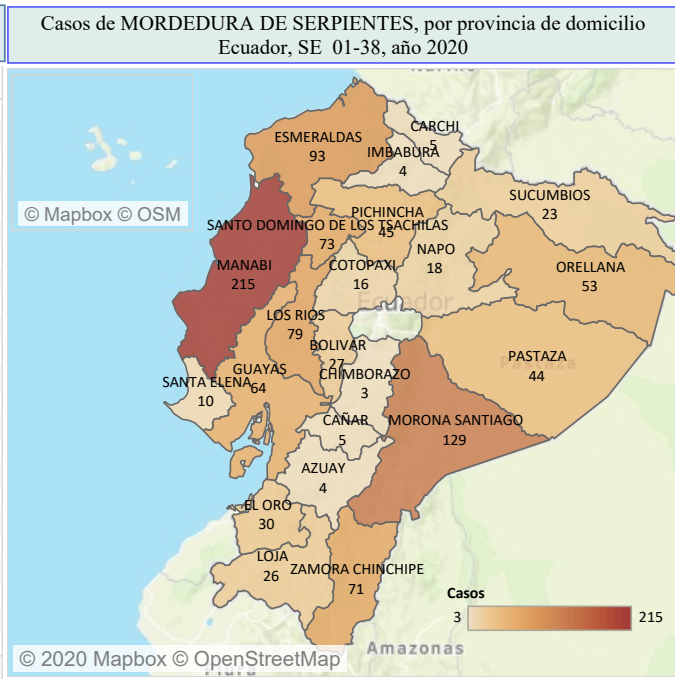 Casos de MORDEDURA DE SERPIENTES, por provincia de domicilio
Ecuador, SE 01-38, año 2020
© Mapbox © OSM
CARCHI
5
ESMERALDAS
93
IMBABURA
4
SUCUMBIOS
23
PICHINCHA
45
SANTO DOMINGO DE LOS TSACHILAS
73
NAPO
18
MANABI
215
COTOPAXI
16
ORELLANA
53
Ecuador
LOS RIOS
79
BOLIVAR
27
PASTAZA
44
Pastaza
GUAYAS
64
CHIMBORAZO
3
SANTA ELENA
10
CAÑAR
5
MORONA SANTIAGO
129
AZUAY
4
EL ORO
30
LOJA
26
ZAMORA CHINCHIPE
71
Casos
3
215
Amazonas
© 2020 Mapbox © OpenStreetMap